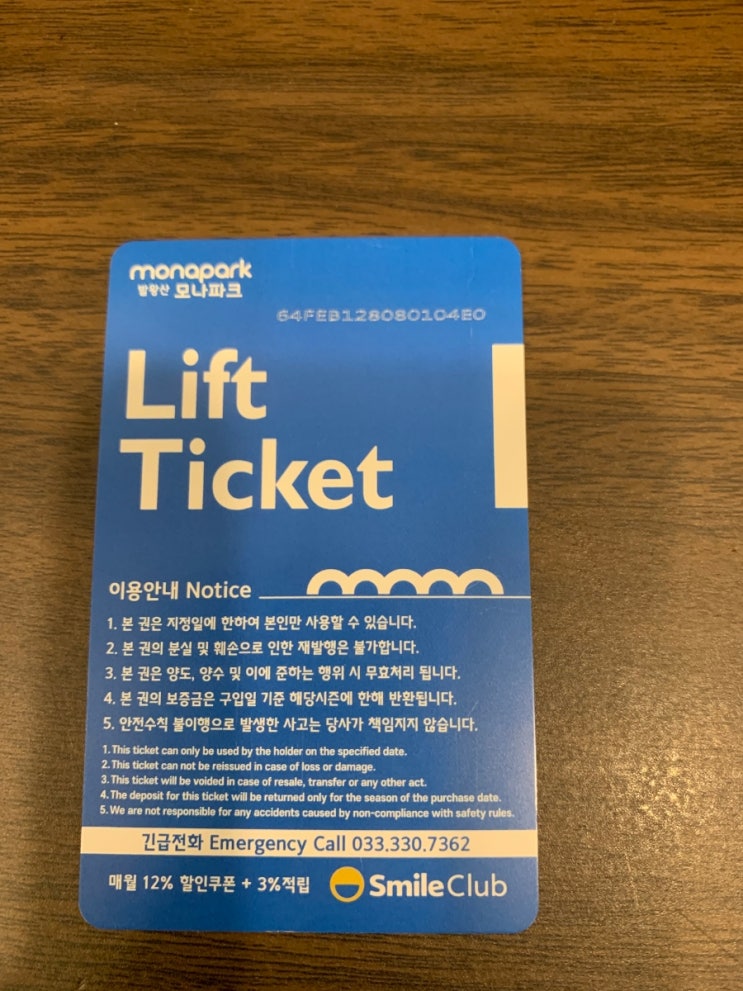 monapark
발왕산 모나파크
64FEB128080104E0
Lift
Ticket
이용안내 Notice
1. 본 권은 지정일에 한하여 본인만 사용할 수 있습니다.
2. 본 권의 분실 및 훼손으로 인한 재발행은 불가합니다.
3. 본 권은 양도, 양수 및 이에 준하는 행위 시 무효처리 됩니다.
4. 본 권의 보증금은 구입일 기준 해당시즌에 한해 반환됩니다.
5. 안전수칙 불이행으로 발생한 사고는 당사가 책임지지 않습니다.
1. This ticket can only be used by the holder on the specified date.
2. This ticket can not be reissued in case of loss or damage.
3. This ticket will be voided in case of resale, transfer or any other act.
4. The deposit for this ticket will be returned only for the season of the purchase date.
5. We are not responsible for any accidents caused by non-compliance with safety rules.
긴급전화 Emergency Call 033.330.7362
매월 12% 할인쿠폰 + 3%적립 Smile Club